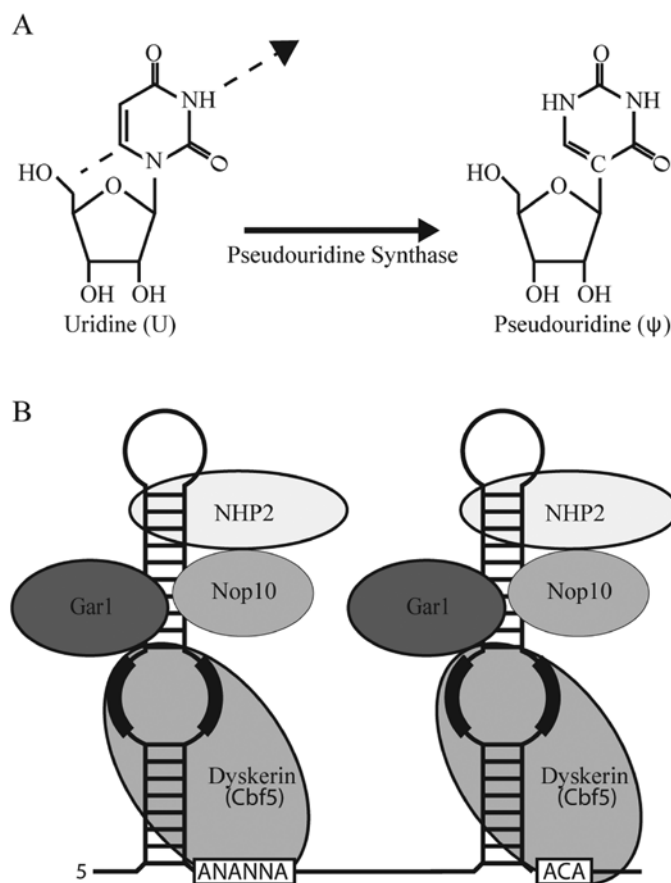 A
O
NH
N
O
HO
O
OH OH
Uridine (U)
Pseudouridine Synthase
O
HN
NH
C
O
HO
O
OH OH
Pseudouridine (ψ)
B
NHP2
NHP2
Gar1
Nop10
Gar1
Nop10
Dyskerin
(Cbf5)
Dyskerin
(Cbf5)
5
ANANNA
ACA